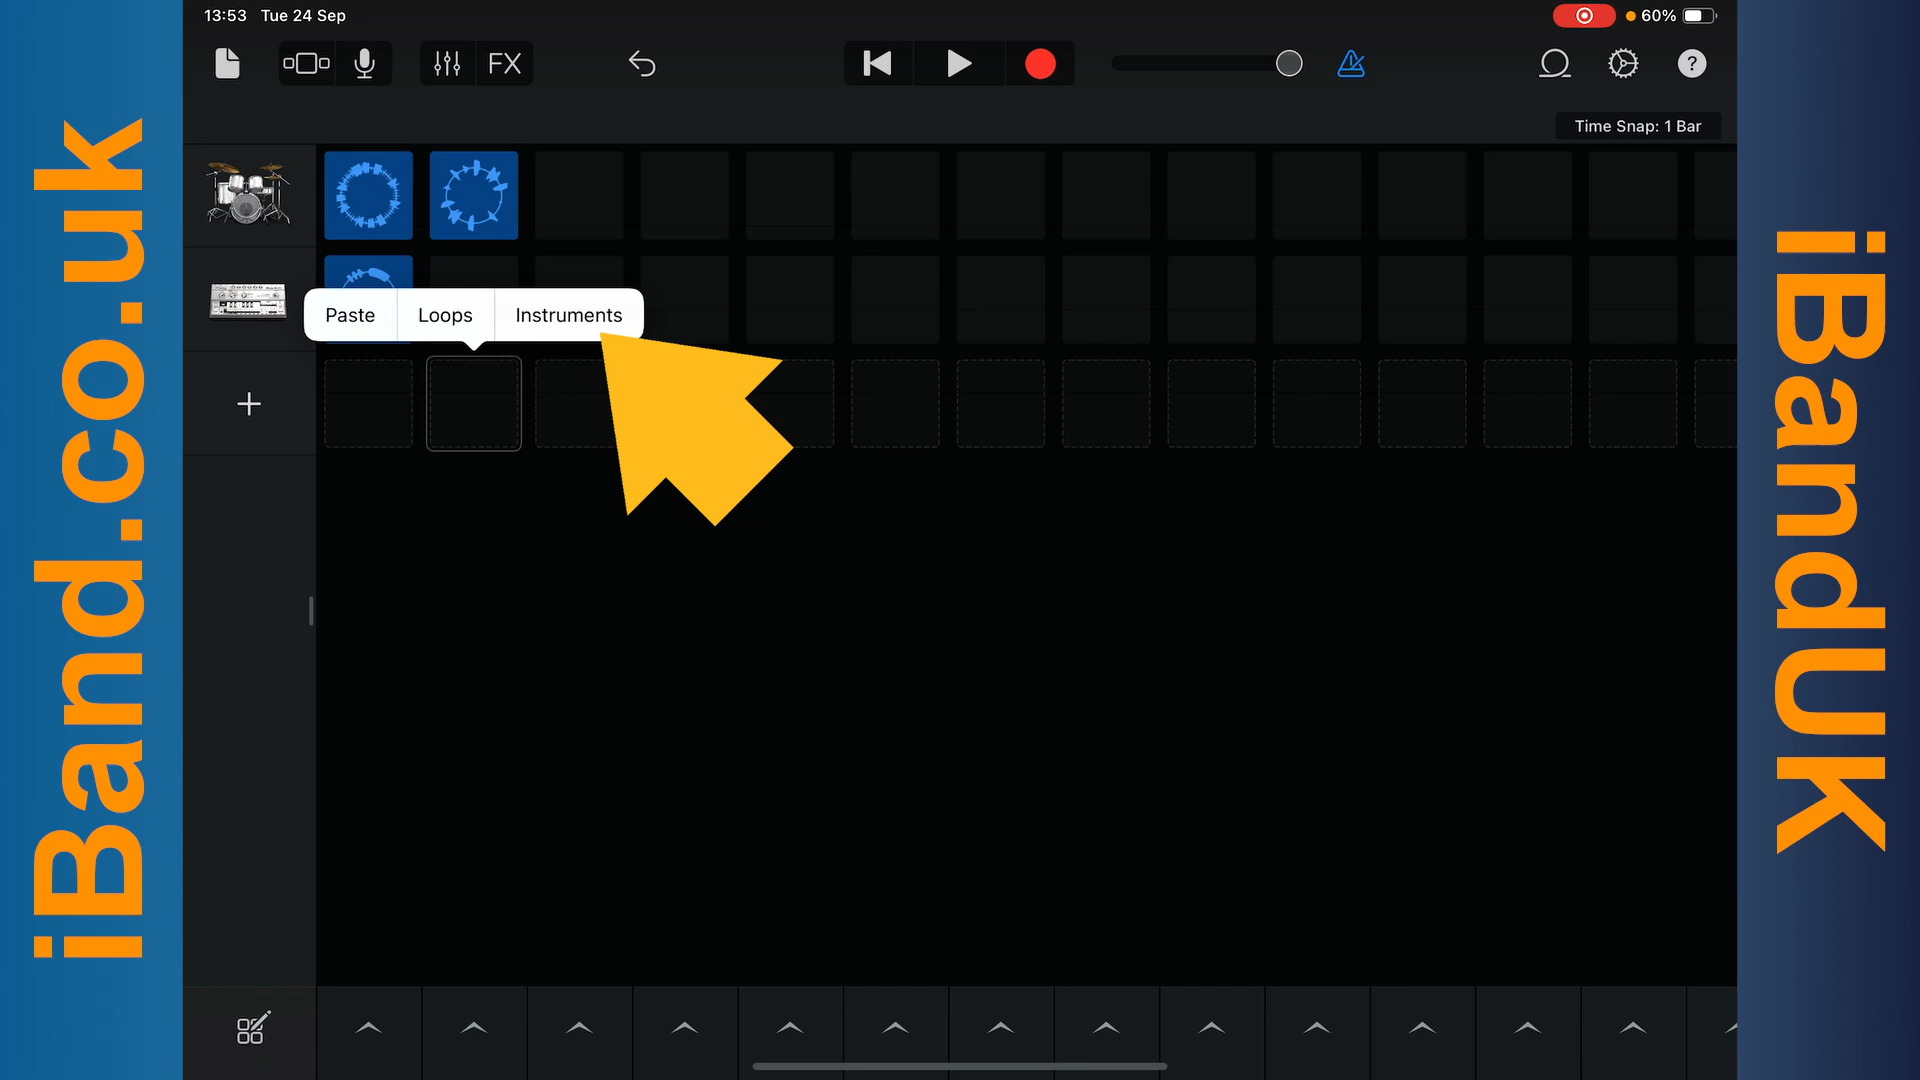 13:53 Tue 24 Sep
60%
FX
?
Time Snap: 1 Bar
Paste
Loops
Instruments
iBand.co.uk
iBandUK